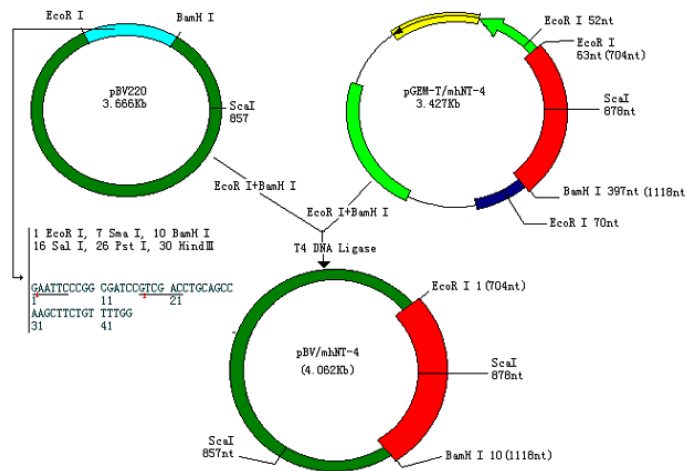 EcoR I
BamH I
pBV220
3.666Kb
ScaI
857
EcoR I 52nt
EcoR I
63nt(704nt)
pGEM-T/mhNT-4
3.427Kb
ScaI
878nt
BamH I 397nt(1118nt)
EcoR I 70nt
EcoR I+BamH I
EcoR I+BamH I
T4 DNA Ligase
1 EcoR I, 7 Sma I, 10 BamH I
16 Sal I, 26 Pst I, 30 HindⅢ
GAATTCCCGG CGATCCGTCG ACCTGCAGCC
1 11 21
AAGCTTCTGT TTTGG
31 41
EcoR I 1(704nt)
pBV/mhNT-4
(4.062Kb)
ScaI
878nt
ScaI
857nt
BamH I 10(1118nt)